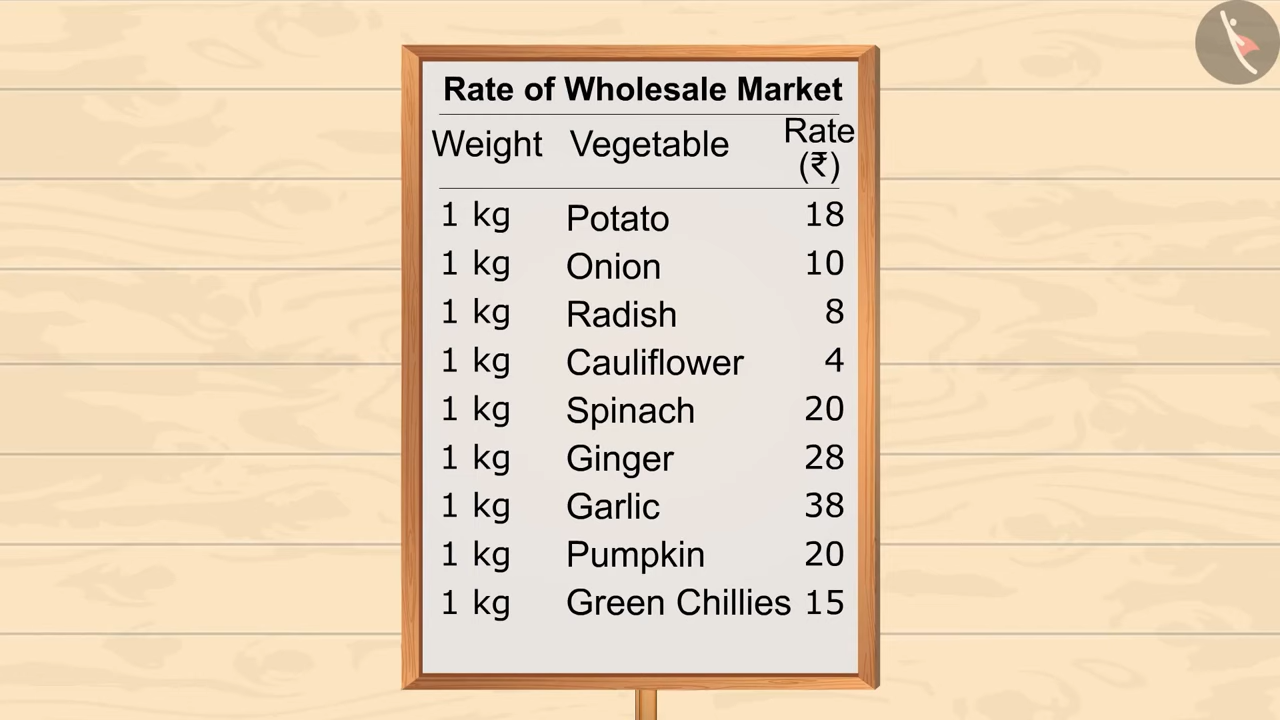 Rate of Wholesale Market
Weight Vegetable Rate (₹)
1 kg Potato 18
1 kg Onion 10
1 kg Radish 8
1 kg Cauliflower 4
1 kg Spinach 20
1 kg Ginger 28
1 kg Garlic 38
1 kg Pumpkin 20
1 kg Green Chillies 15